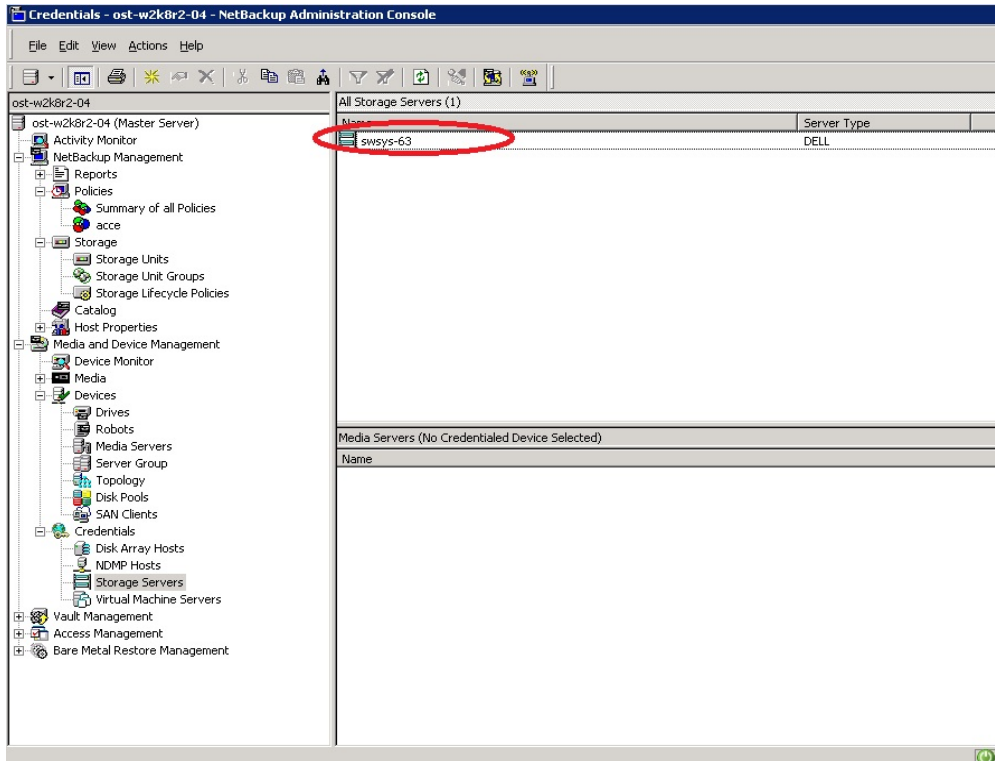 Credentials - ost-w2k8r2-04 - NetBackup Administration Console
File Edit View Actions Help
ost-w2k8r2-04
ost-w2k8r2-04 (Master Server)
Activity Monitor
NetBackup Management
Reports
Policies
Summary of all Policies
acce
Storage
Storage Units
Storage Unit Groups
Storage Lifecycle Policies
Catalog
Host Properties
Media and Device Management
Device Monitor
Media
Devices
Drives
Robots
Media Servers
Server Group
Topology
Disk Pools
SAN Clients
Credentials
Disk Array Hosts
NDMP Hosts
Storage Servers
Virtual Machine Servers
Vault Management
Access Management
Bare Metal Restore Management
All Storage Servers (1)
Name Server Type
swsys-63 DELL
Media Servers (No Credentialed Device Selected)
Name